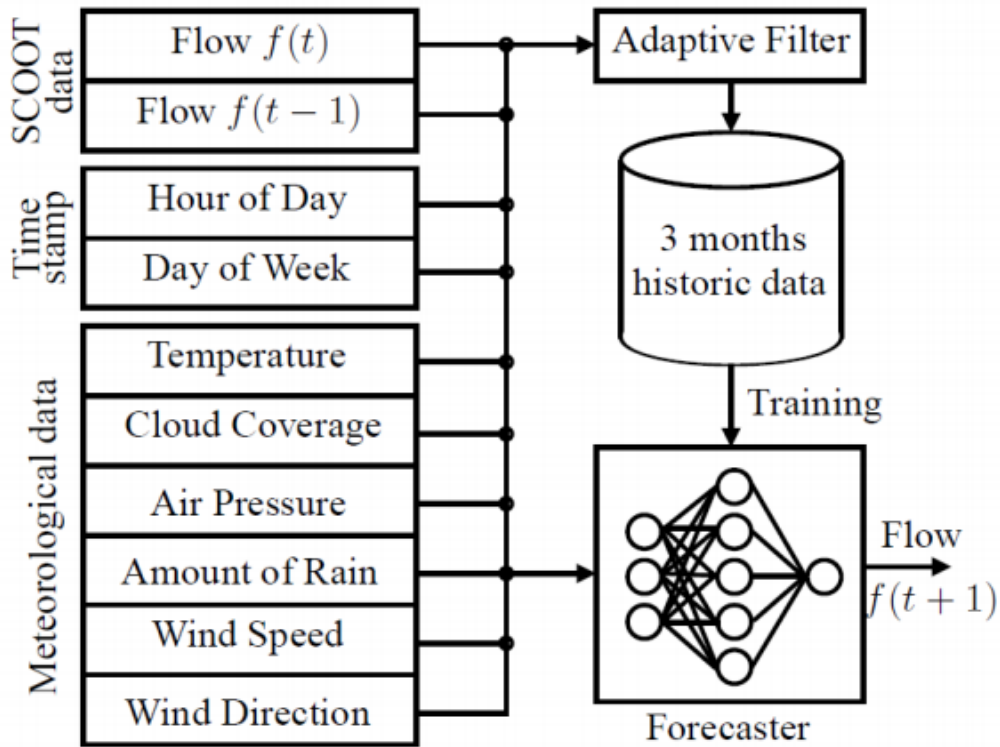 SCOOT
data
Flow f(t)
Flow f(t − 1)
Time
stamp
Hour of Day
Day of Week
Meteorological data
Temperature
Cloud Coverage
Air Pressure
Amount of Rain
Wind Speed
Wind Direction
Adaptive Filter
3 months
historic data
Training
Flow
f(t + 1)
Forecaster